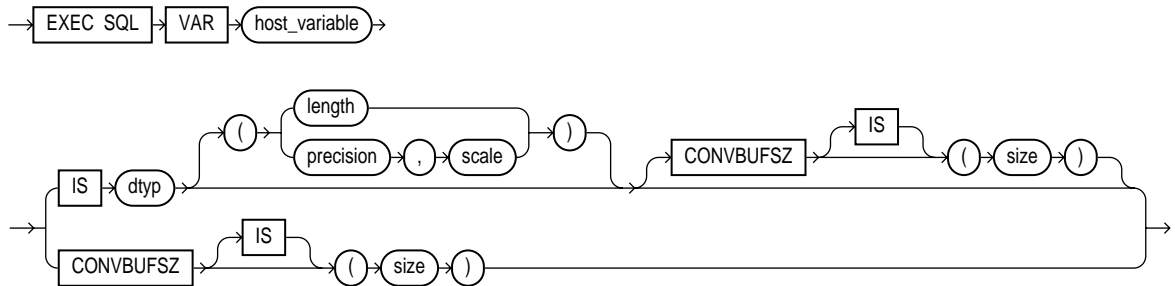 EXEC SQL VAR host_variable
( length )
precision , scale
CONVBUFSZ IS ( size )
IS dtyp
CONVBUFSZ IS ( size )